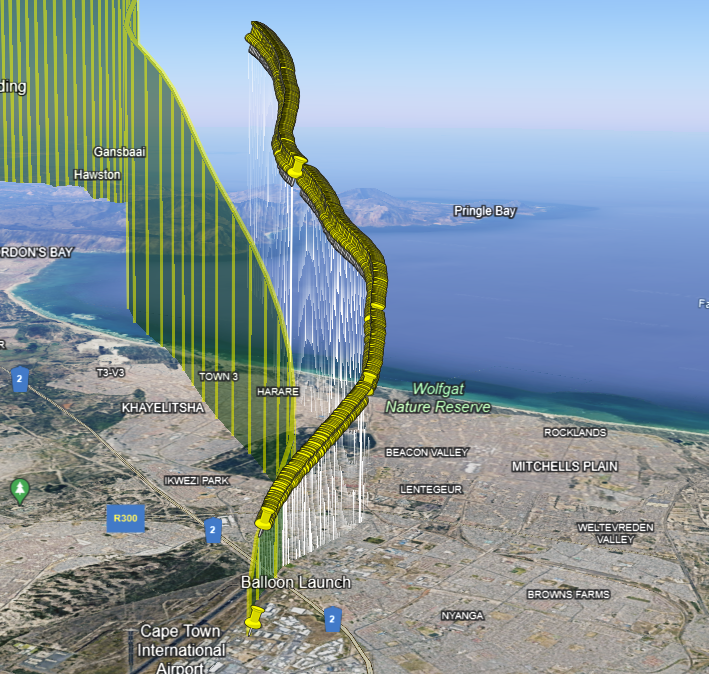 ding
Gansbaai
Hawston
Pringle Bay
RDON'S BAY
Fa
R
T3-V3
TOWN 3
2
HARARE
Wolfgat
Nature Reserve
KHAYELITSHA
ROCKLANDS
BEACON VALLEY
MITCHELLS PLAIN
IKWEZI PARK
LENTEGEUR
R300
2
WELTEVREDEN
VALLEY
Balloon Launch
BROWNS FARMS
2
NYANGA
Cape Town
International
Airport